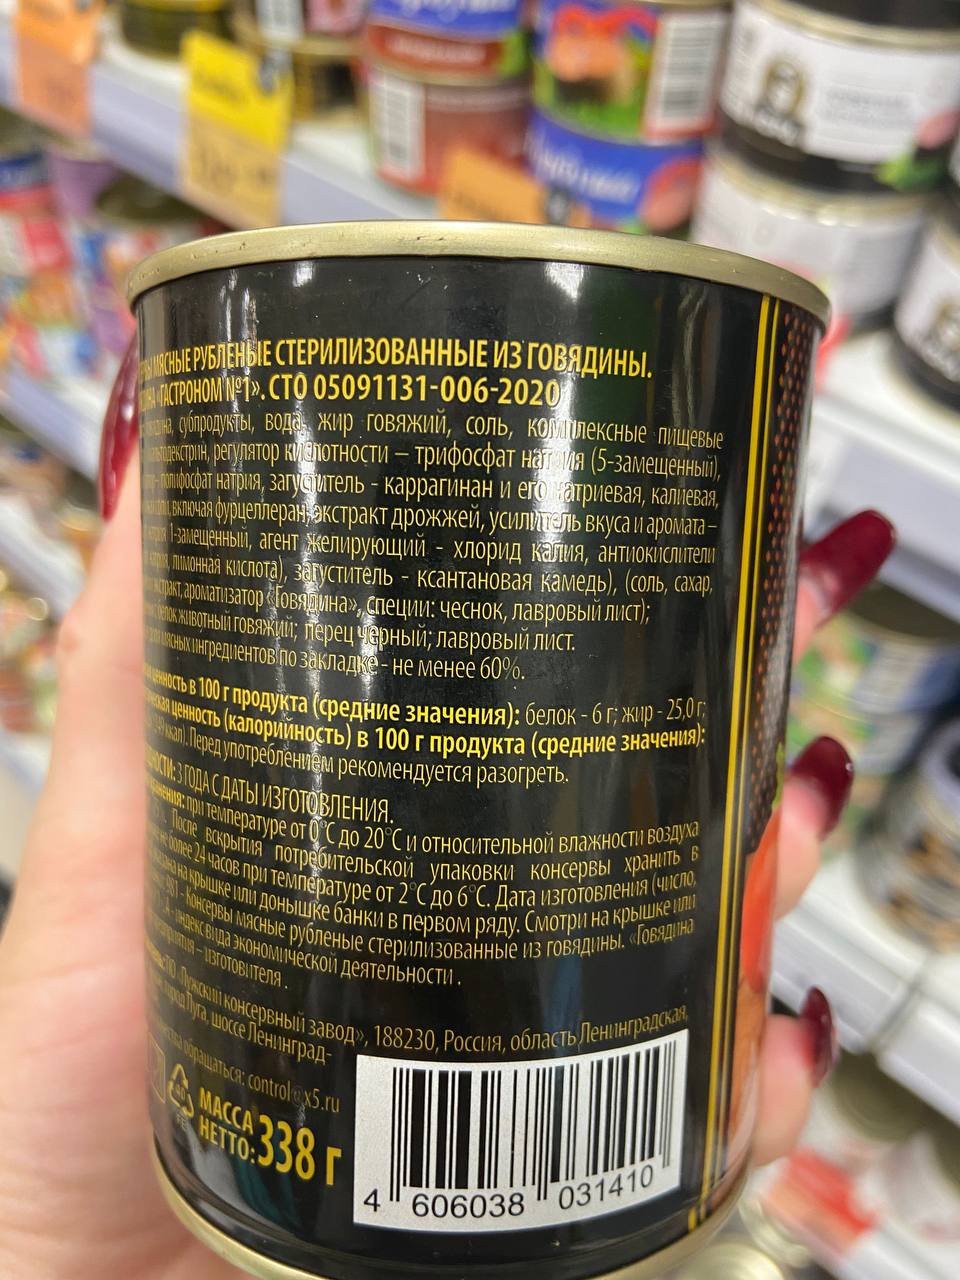 МЯСНЫЕ РУБЛЕНЫЕ СТЕРИЛИЗОВАННЫЕ ИЗ ГОВЯДИНЫ.
«ГАСТРОНОМ №1». СТО 05091131-006-2020
субпродукты, вода, жир говяжий, соль, комплексные пищевые
регулятор кислотности – трифосфат натрия (5-замещенный),
полифосфат натрия, загуститель - каррагинан и его натриевая, калиевая,
соли, включая фурцеллеран, экстракт дрожжей, усилитель вкуса и аромата –
1-замещенный, агент желирующий - хлорид калия, антиокислители
лимонная кислота), загуститель - ксантановая камедь), (соль, сахар,
экстракт, ароматизатор «Говядина», специи: чеснок, лавровый лист);
белок животный говяжий; перец черный; лавровый лист.
мясных ингредиентов по закладке - не менее 60%.
ценность в 100 г продукта (средние значения): белок - 6 г; жир - 25,0 г;
ценность (калорийность) в 100 г продукта (средние значения):
ккал). Перед употреблением рекомендуется разогреть.
3 ГОДА С ДАТЫ ИЗГОТОВЛЕНИЯ.
при температуре от 0°С до 20°С и относительной влажности воздуха
После вскрытия потребительской упаковки консервы хранить в
не более 24 часов при температуре от 2°С до 6°С. Дата изготовления (число,
на крышке или донышке банки в первом ряду. Смотри на крышке или
- Консервы мясные рубленые стерилизованные из говядины. «Говядина
А - индекс вида экономической деятельности.
предприятия – изготовителя.
Лужский консервный завод», 188230, Россия, область Ленинградская,
город Луга, шоссе Ленинград-
обращаться: control@x5.ru
МАССА
НЕТТО: 338 г
4 606038 031410